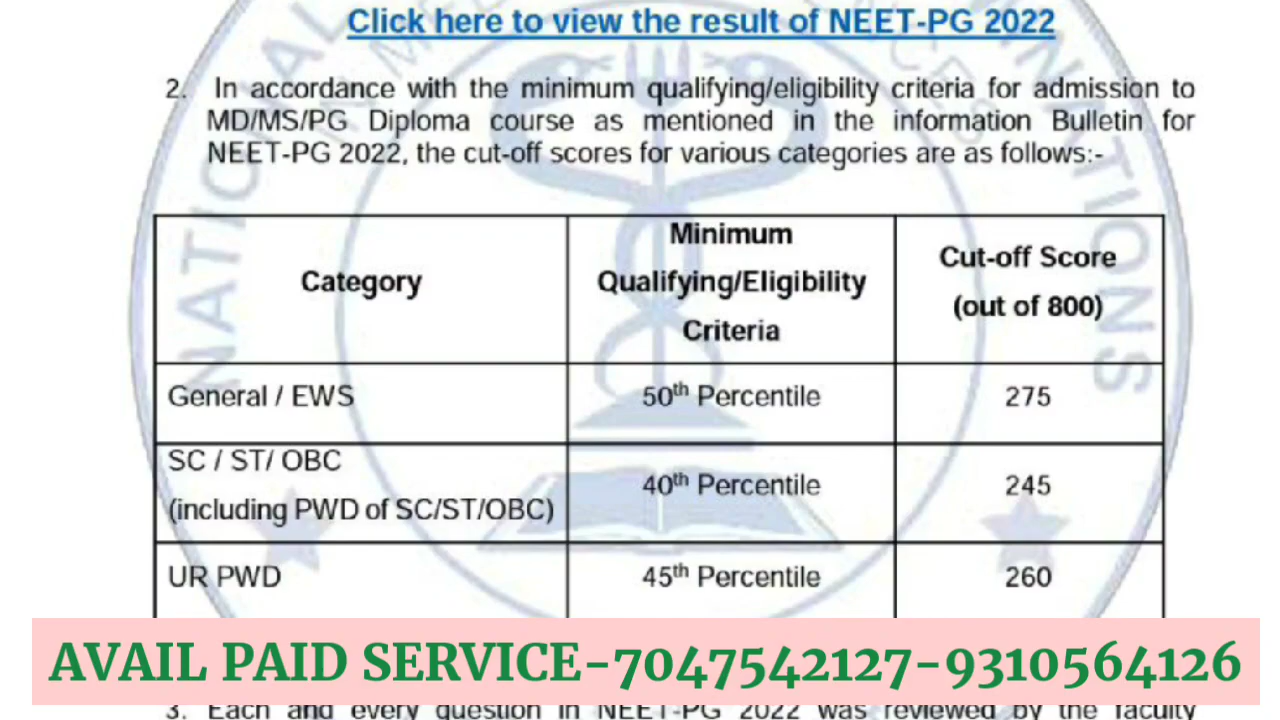 Click here to view the result of NEET-PG 2022
2. In accordance with the minimum qualifying/eligibility criteria for admission to
MD/MS/PG Diploma course as mentioned in the information Bulletin for
NEET-PG 2022, the cut-off scores for various categories are as follows:-
Category
Minimum
Qualifying/Eligibility
Criteria
Cut-off Score
(out of 800)
General / EWS
50th Percentile
275
SC / ST/ OBC
(including PWD of SC/ST/OBC)
40th Percentile
245
UR PWD
45th Percentile
260
AVAIL PAID SERVICE-7047542127-9310564126
3. Each and every question in NEET-PG 2022 was reviewed by the faculty
NATIONAL